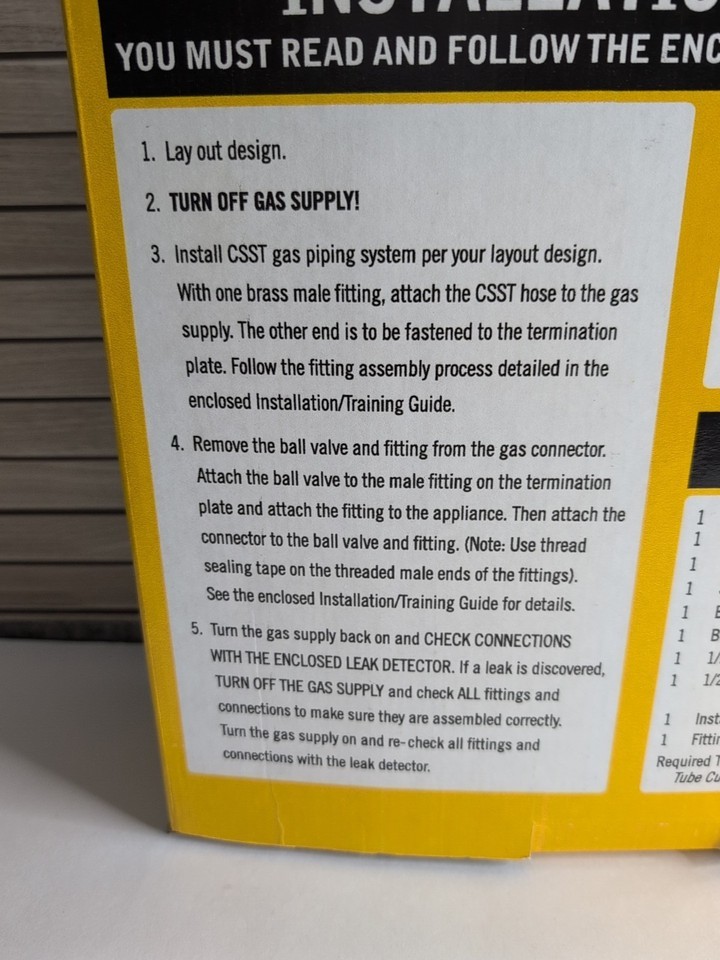 YOU MUST READ AND FOLLOW THE
1. Lay out design.
2. TURN OFF GAS SUPPLY!
3. Install CSST gas piping system per your layout design.
With one brass male fitting, attach the CSST hose to the gas
supply. The other end is to be fastened to the termination
plate. Follow the fitting assembly process detailed in the
enclosed Installation/Training Guide.
4. Remove the ball valve and fitting from the gas connector.
Attach the ball valve to the male fitting on the termination
plate and attach the fitting to the appliance. Then attach the
connector to the ball valve and fitting. (Note: Use thread
sealing tape on the threaded male ends of the fittings).
See the enclosed Installation/Training Guide for details.
5. Turn the gas supply back on and CHECK CONNECTIONS
WITH THE ENCLOSED LEAK DETECTOR. If a leak is discovered,
TURN OFF THE GAS SUPPLY and check ALL fittings and
connections to make sure they are assembled correctly.
Turn the gas supply on and re-check all fittings and
connections with the leak detector.
1
1
1
1
1
1
1
1
1
1
Required
Tube